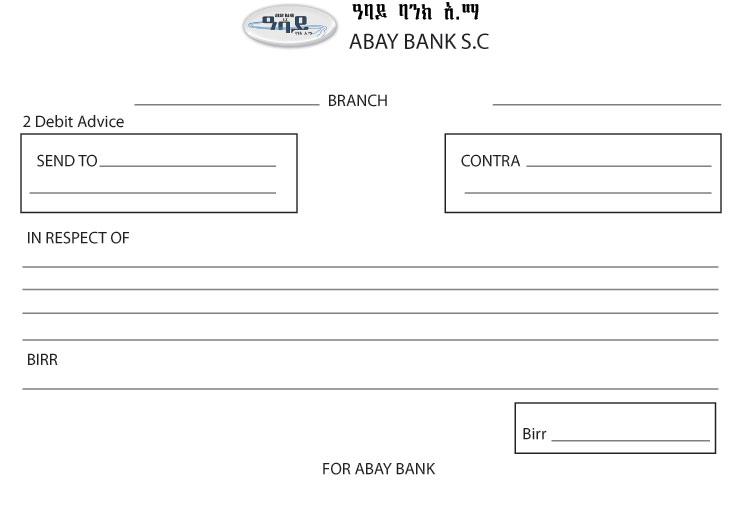 ዓባይ
ዓባይ ባንክ አ.ማ
ABAY BANK S.C
BRANCH
2 Debit Advice
SEND TO
CONTRA
IN RESPECT OF
BIRR
Birr
FOR ABAY BANK